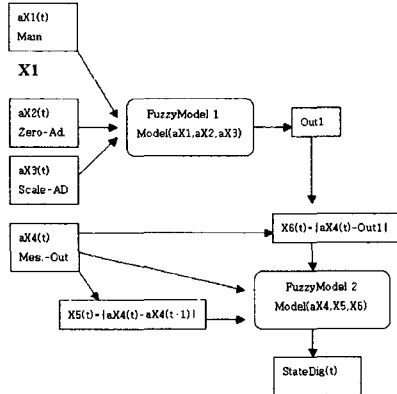 aX1(t)
Main
X1
aX2(t)
Zero-Ad.
aX3(t)
Scale-AD
FuzzyModel 1
Model(aX1,aX2,aX3)
Out1
aX4(t)
Mes.-Out
X6(t)=|aX4(t)-Out1|
X5(t)=|aX4(t)-aX4(t-1)|
FuzzyModel 2
Model(aX4,X5,X6)
StateDig(t)